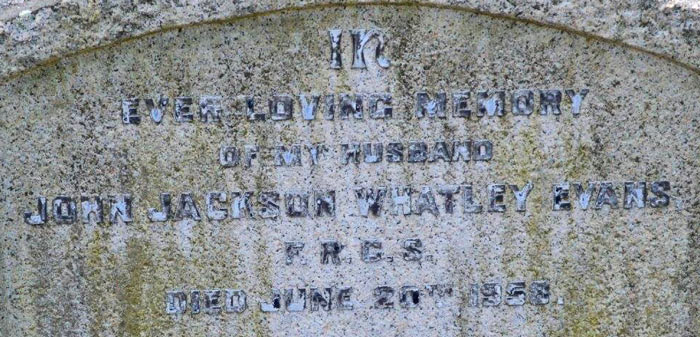 In
EVER LOVING MEMORY
OF MY HUSBAND
JOHN JACKSON WHATLEY EVANS.
F.R.C.S.
DIED JUNE 20TH 1958.